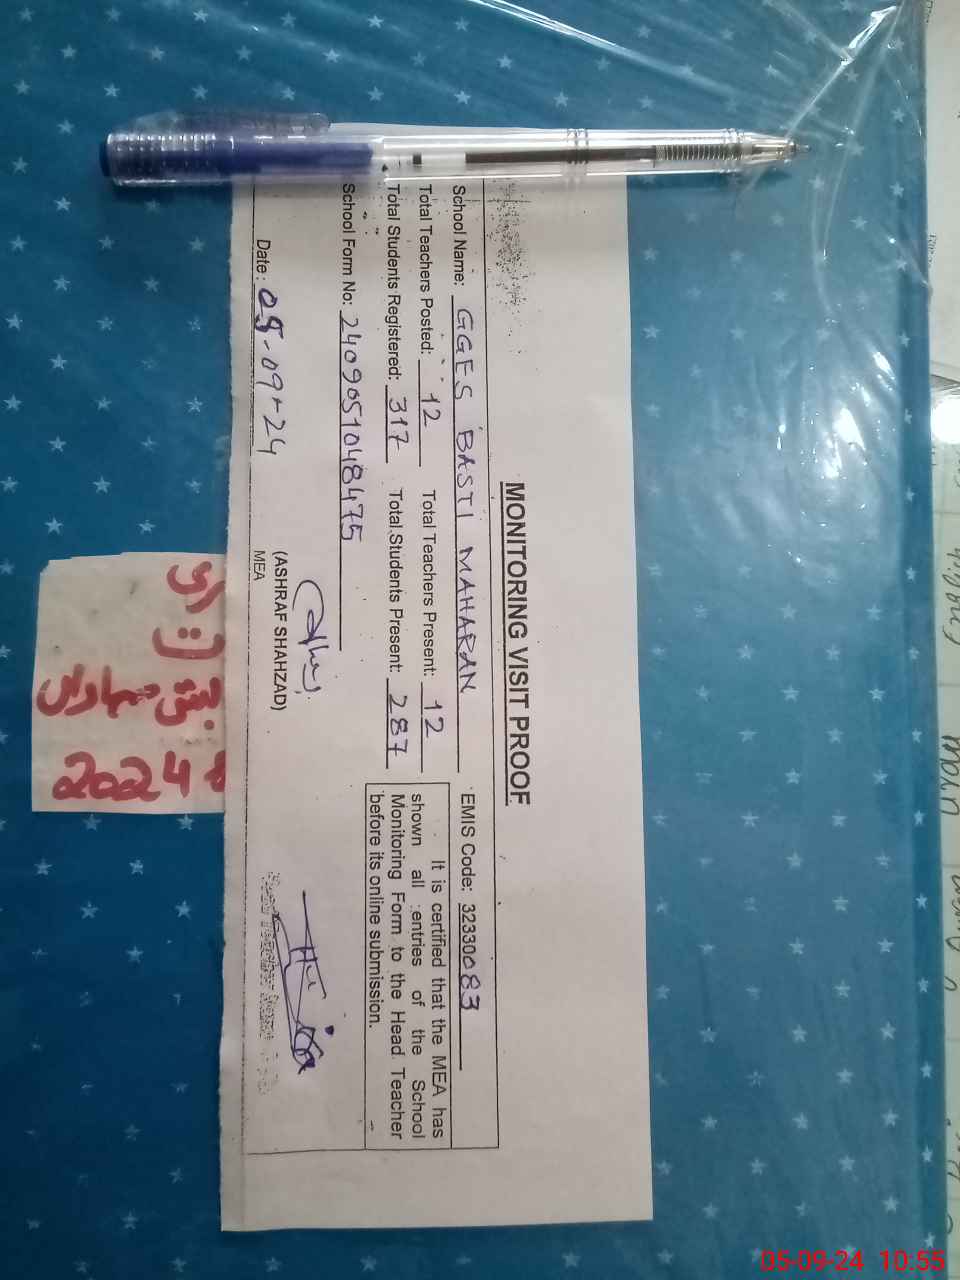 MONITORING VISIT PROOF
School Name: GGES BASTI MAHARAN EMIS Code: 32330083
Total Teachers Posted: 12 Total Teachers Present: 12
Total Students Registered: 317 Total Students Present: 287
School Form No: 2409051048475
It is certified that the MEA has
shown all entries of the School
Monitoring Form to the Head Teacher
before its online submission.
(ASHRAF SHAHZAD)
MEA
Date: 05-09-24
2024
05-09-24 10:55